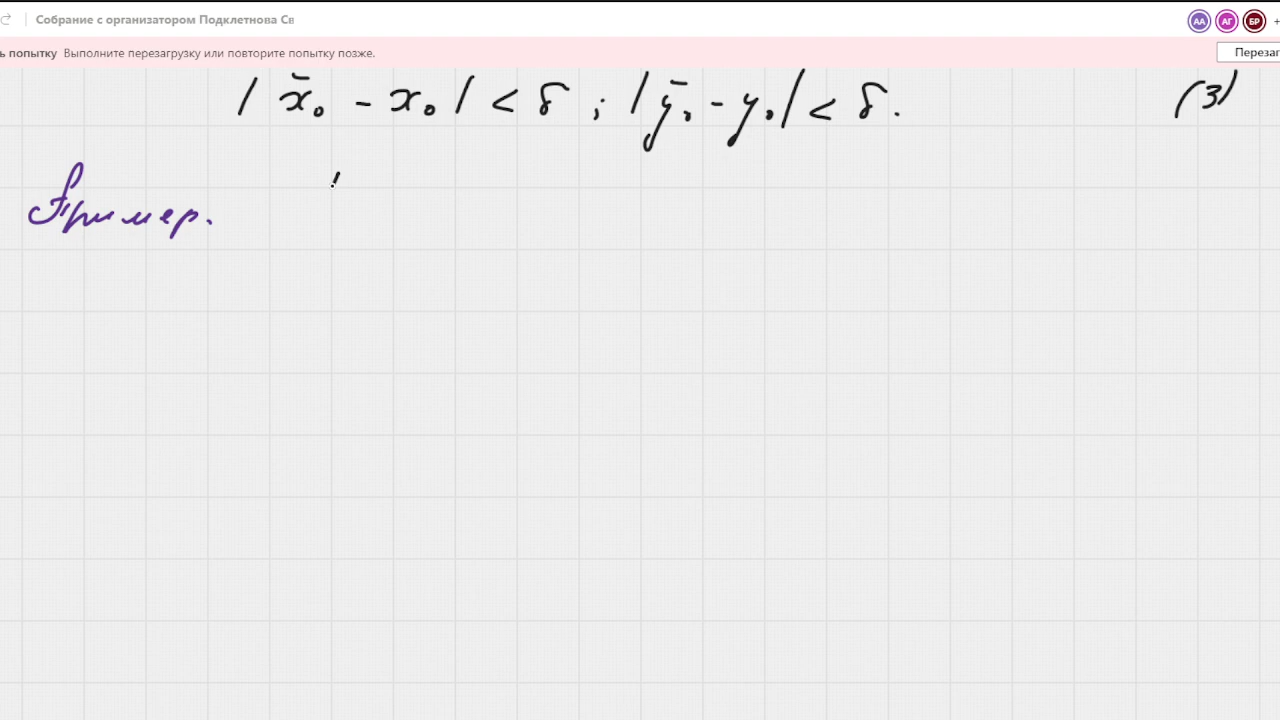 Собрание с организатором Подклетнова Св
АА АГ БР +
ь попытку Выполните перезагрузку или повторите попытку позже. Перезаг
| x̄₀ - x₀ | < δ ; | ȳ₀ - y₀ | < δ . (3)
Пример.